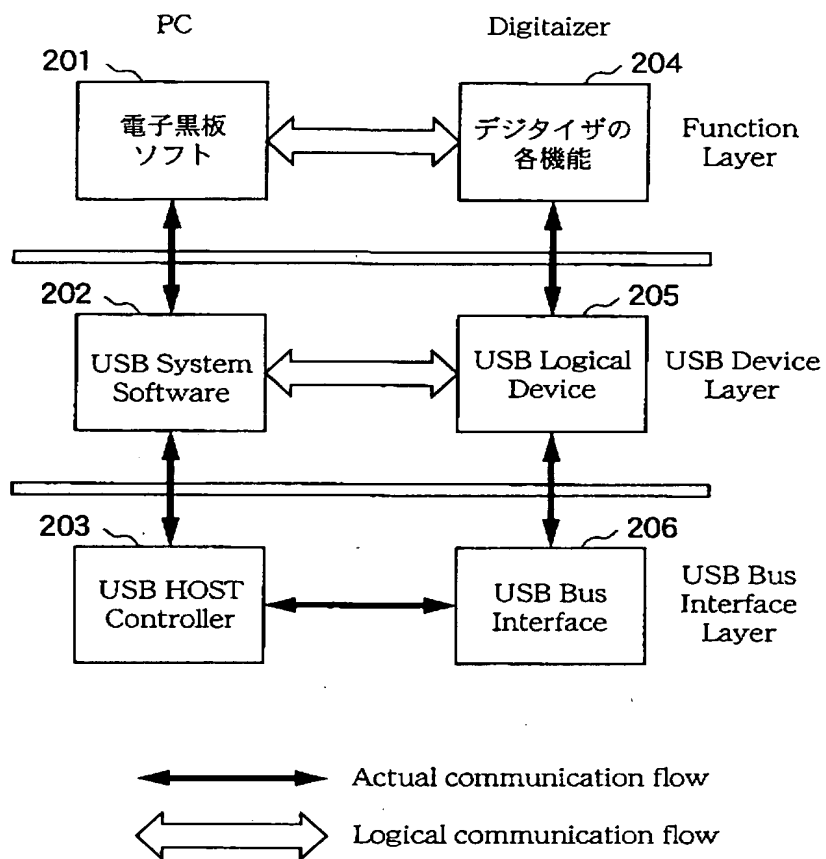 PC
Digitaizer
201
204
電子黒板
ソフト
デジタイザの
各機能
Function
Layer
202
205
USB System
Software
USB Logical
Device
USB Device
Layer
203
206
USB HOST
Controller
USB Bus
Interface
USB Bus
Interface
Layer
Actual communication flow
Logical communication flow